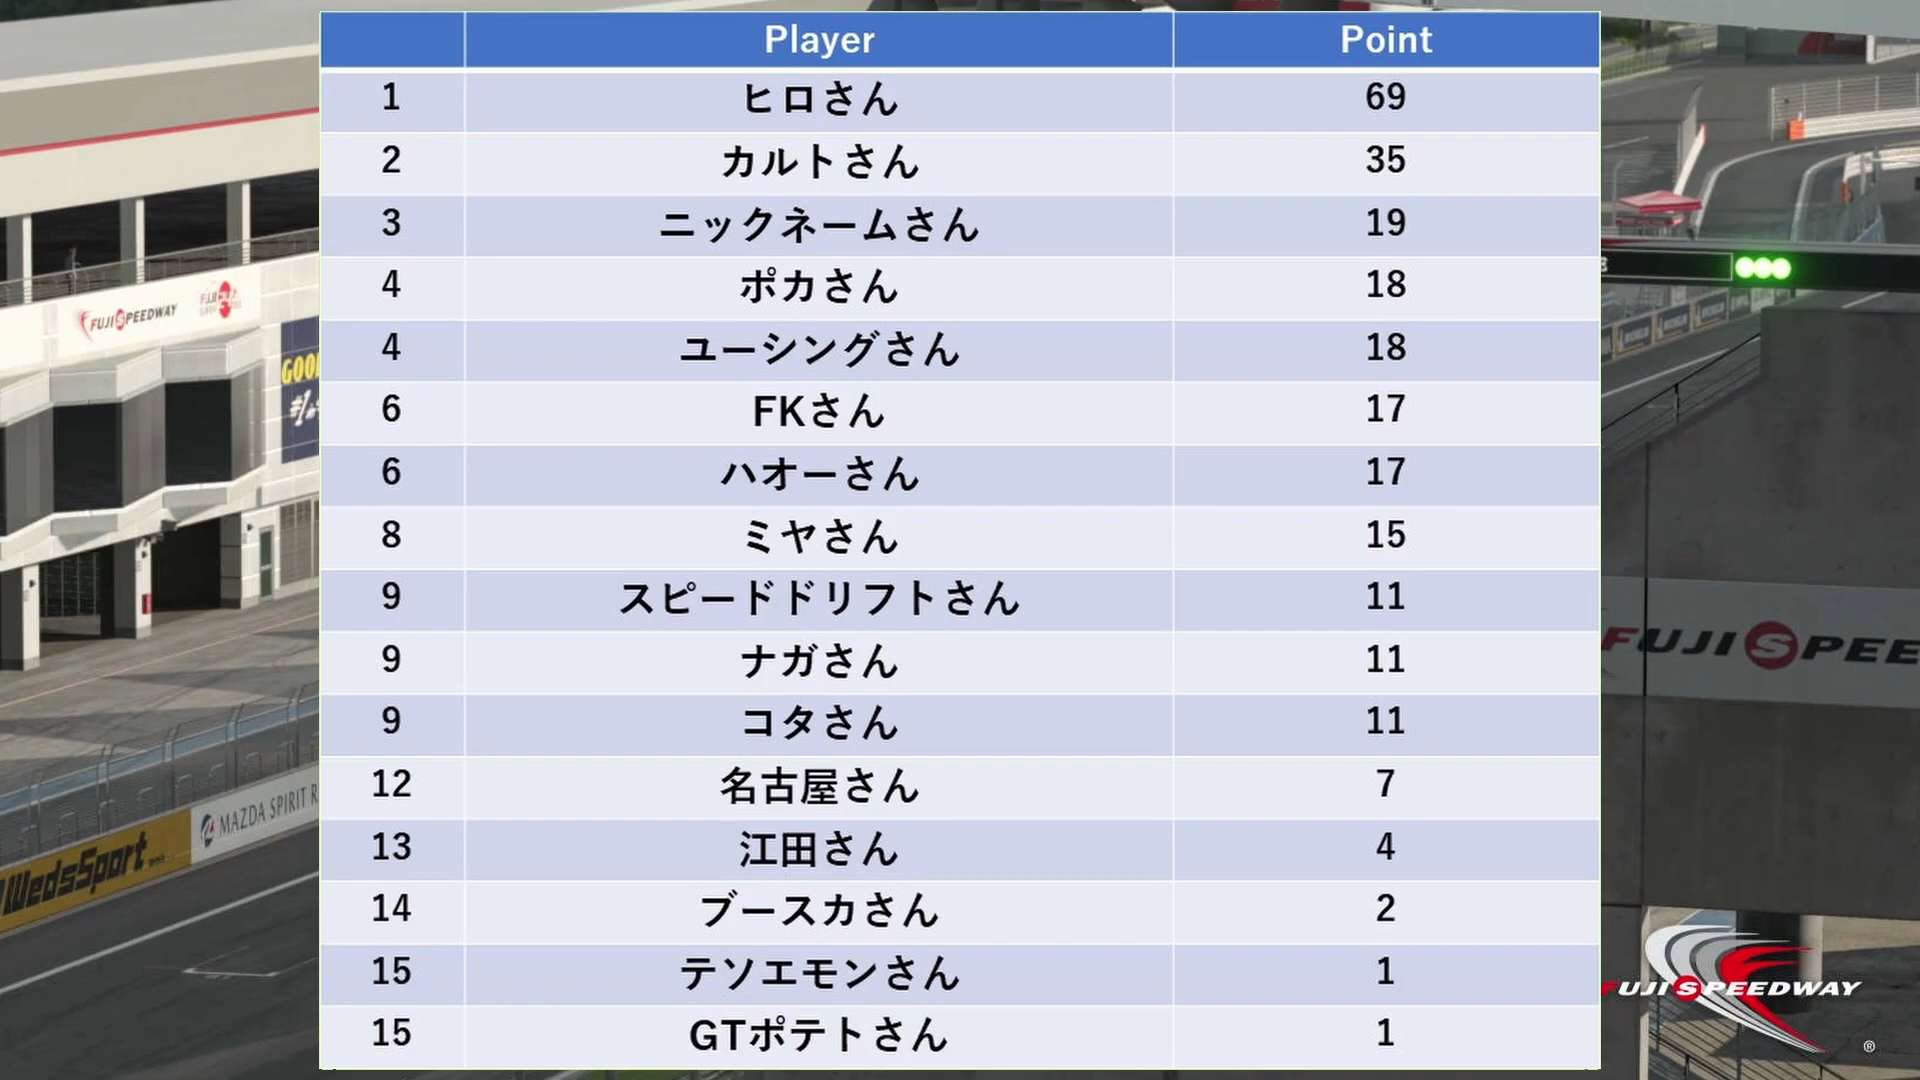 Player Point
1 ヒロさん 69
2 カルトさん 35
3 ニックネームさん 19
4 ポカさん 18
4 ユーシングさん 18
6 FKさん 17
6 ハオーさん 17
8 ミヤさん 15
9 スピードドリフトさん 11
9 ナガさん 11
9 コタさん 11
12 名古屋さん 7
13 江田さん 4
14 ブースカさん 2
15 テソエモンさん 1
15 GTポテトさん 1
FUJI SPEEDWAY
GOO
#1
MAZDA SPIRIT R
WedsSport
FUJI SPEE
FUJI SPEEDWAY
®